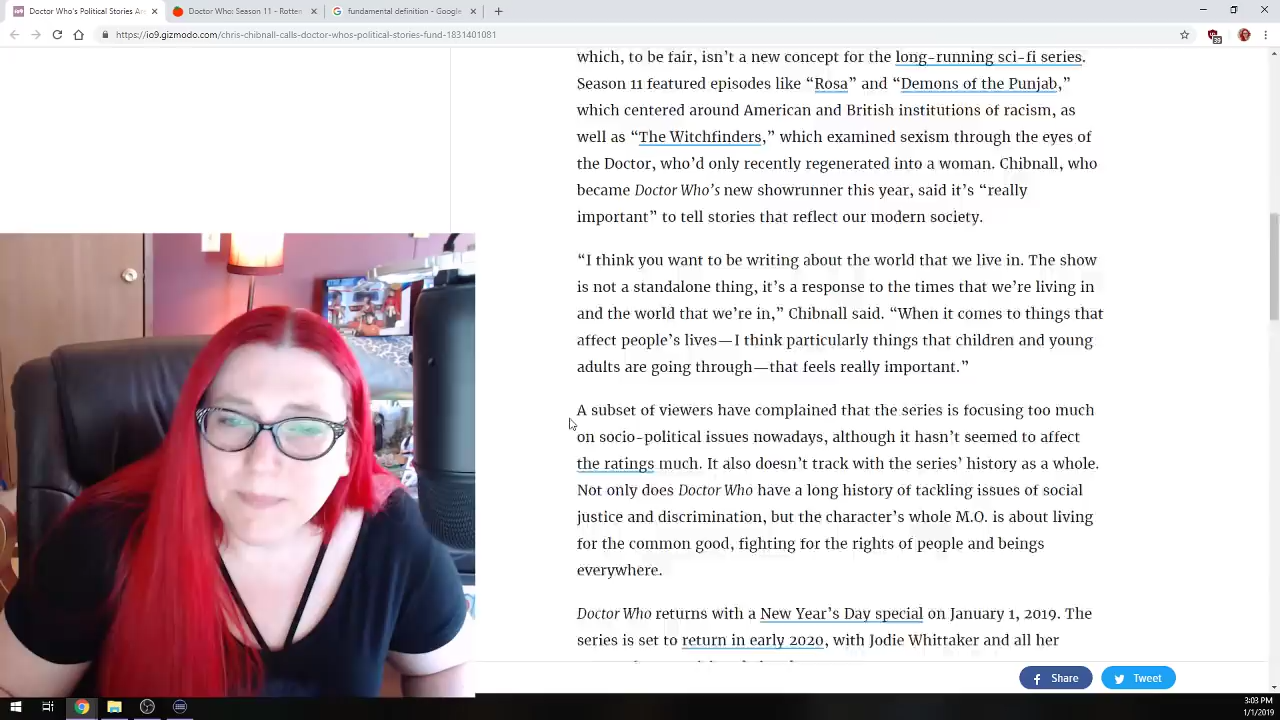 Doctor Who's Political Stories Are
Doctor Who: Season 11 - Rotten
fundamental definition - Google
https://io9.gizmodo.com/chris-chibnall-calls-doctor-whos-political-stories-fund-1831401081
which, to be fair, isn't a new concept for the long-running sci-fi series.
Season 11 featured episodes like “Rosa” and “Demons of the Punjab,”
which centered around American and British institutions of racism, as
well as “The Witchfinders,” which examined sexism through the eyes of
the Doctor, who'd only recently regenerated into a woman. Chibnall, who
became Doctor Who's new showrunner this year, said it's “really
important” to tell stories that reflect our modern society.
“I think you want to be writing about the world that we live in. The show
is not a standalone thing, it's a response to the times that we're living in
and the world that we're in,” Chibnall said. “When it comes to things that
affect people's lives—I think particularly things that children and young
adults are going through—that feels really important.”
A subset of viewers have complained that the series is focusing too much
on socio-political issues nowadays, although it hasn't seemed to affect
the ratings much. It also doesn't track with the series' history as a whole.
Not only does Doctor Who have a long history of tackling issues of social
justice and discrimination, but the character's whole M.O. is about living
for the common good, fighting for the rights of people and beings
everywhere.
Doctor Who returns with a New Year's Day special on January 1, 2019. The
series is set to return in early 2020, with Jodie Whittaker and all her
Share
Tweet
3:03 PM
1/1/2019